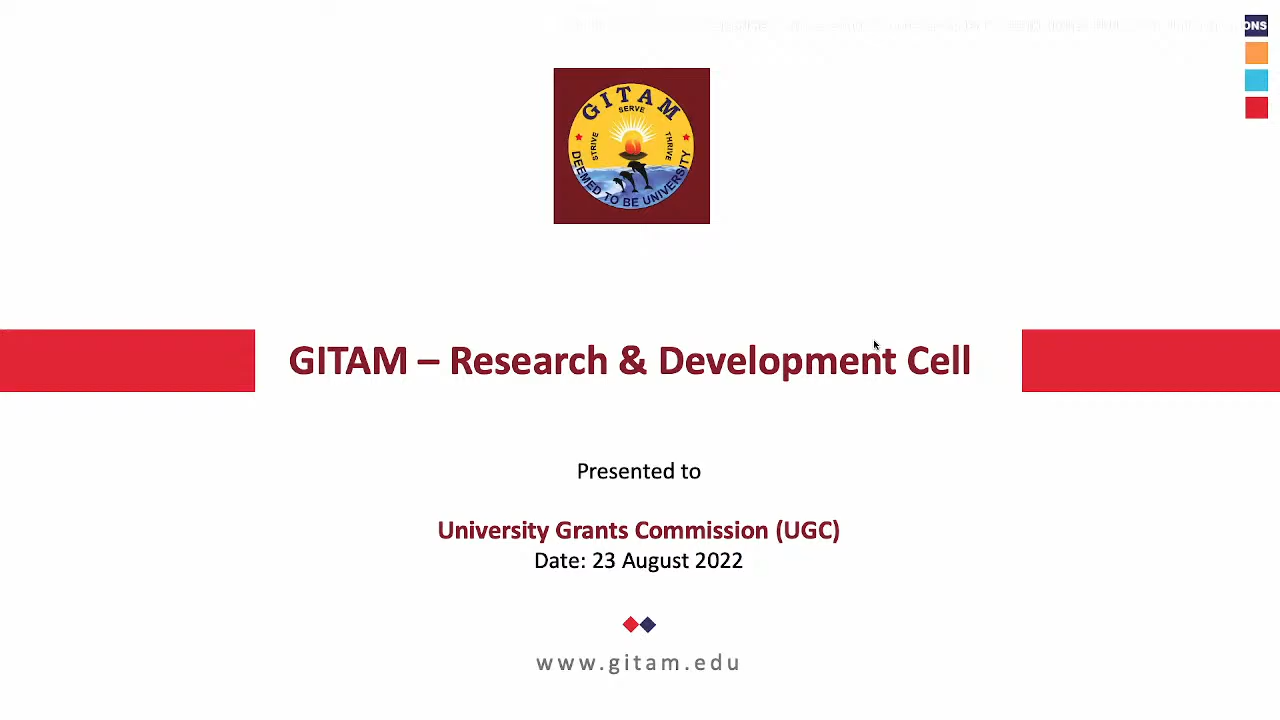 ONS
GITAM
SERVE
STRIVE
THRIVE
DEEMED TO BE UNIVERSITY
GITAM – Research & Development Cell
Presented to
University Grants Commission (UGC)
Date: 23 August 2022
www.gitam.edu